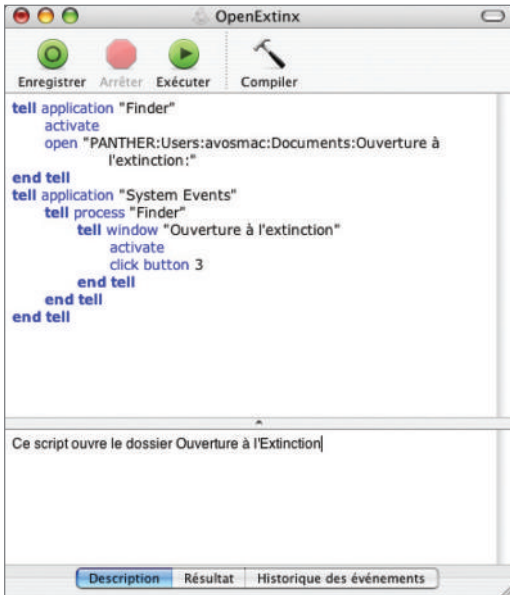 OpenExtinx
Enregistrer Arrêter Exécuter Compiler
tell application "Finder"
activate
open "PANTHER:Users:avosmac:Documents:Ouverture à
l'extinction:"
end tell
tell application "System Events"
tell process "Finder"
tell window "Ouverture à l'extinction"
activate
click button 3
end tell
end tell
end tell
Ce script ouvre le dossier Ouverture à l'Extinction
Description Résultat Historique des événements